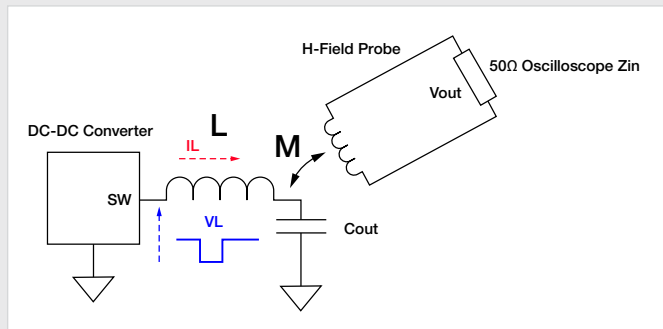 H-Field Probe
50Ω Oscilloscope Zin
Vout
DC-DC Converter
L
IL
M
SW
VL
Cout